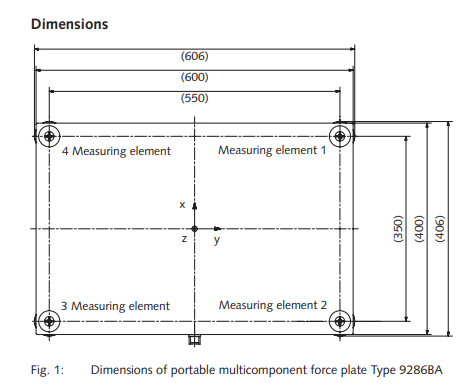 Dimensions
(606)
(600)
(550)
4 Measuring element
Measuring element 1
x
z
y
(350)
(400)
(406)
3 Measuring element
Measuring element 2
Fig. 1: Dimensions of portable multicomponent force plate Type 9286BA